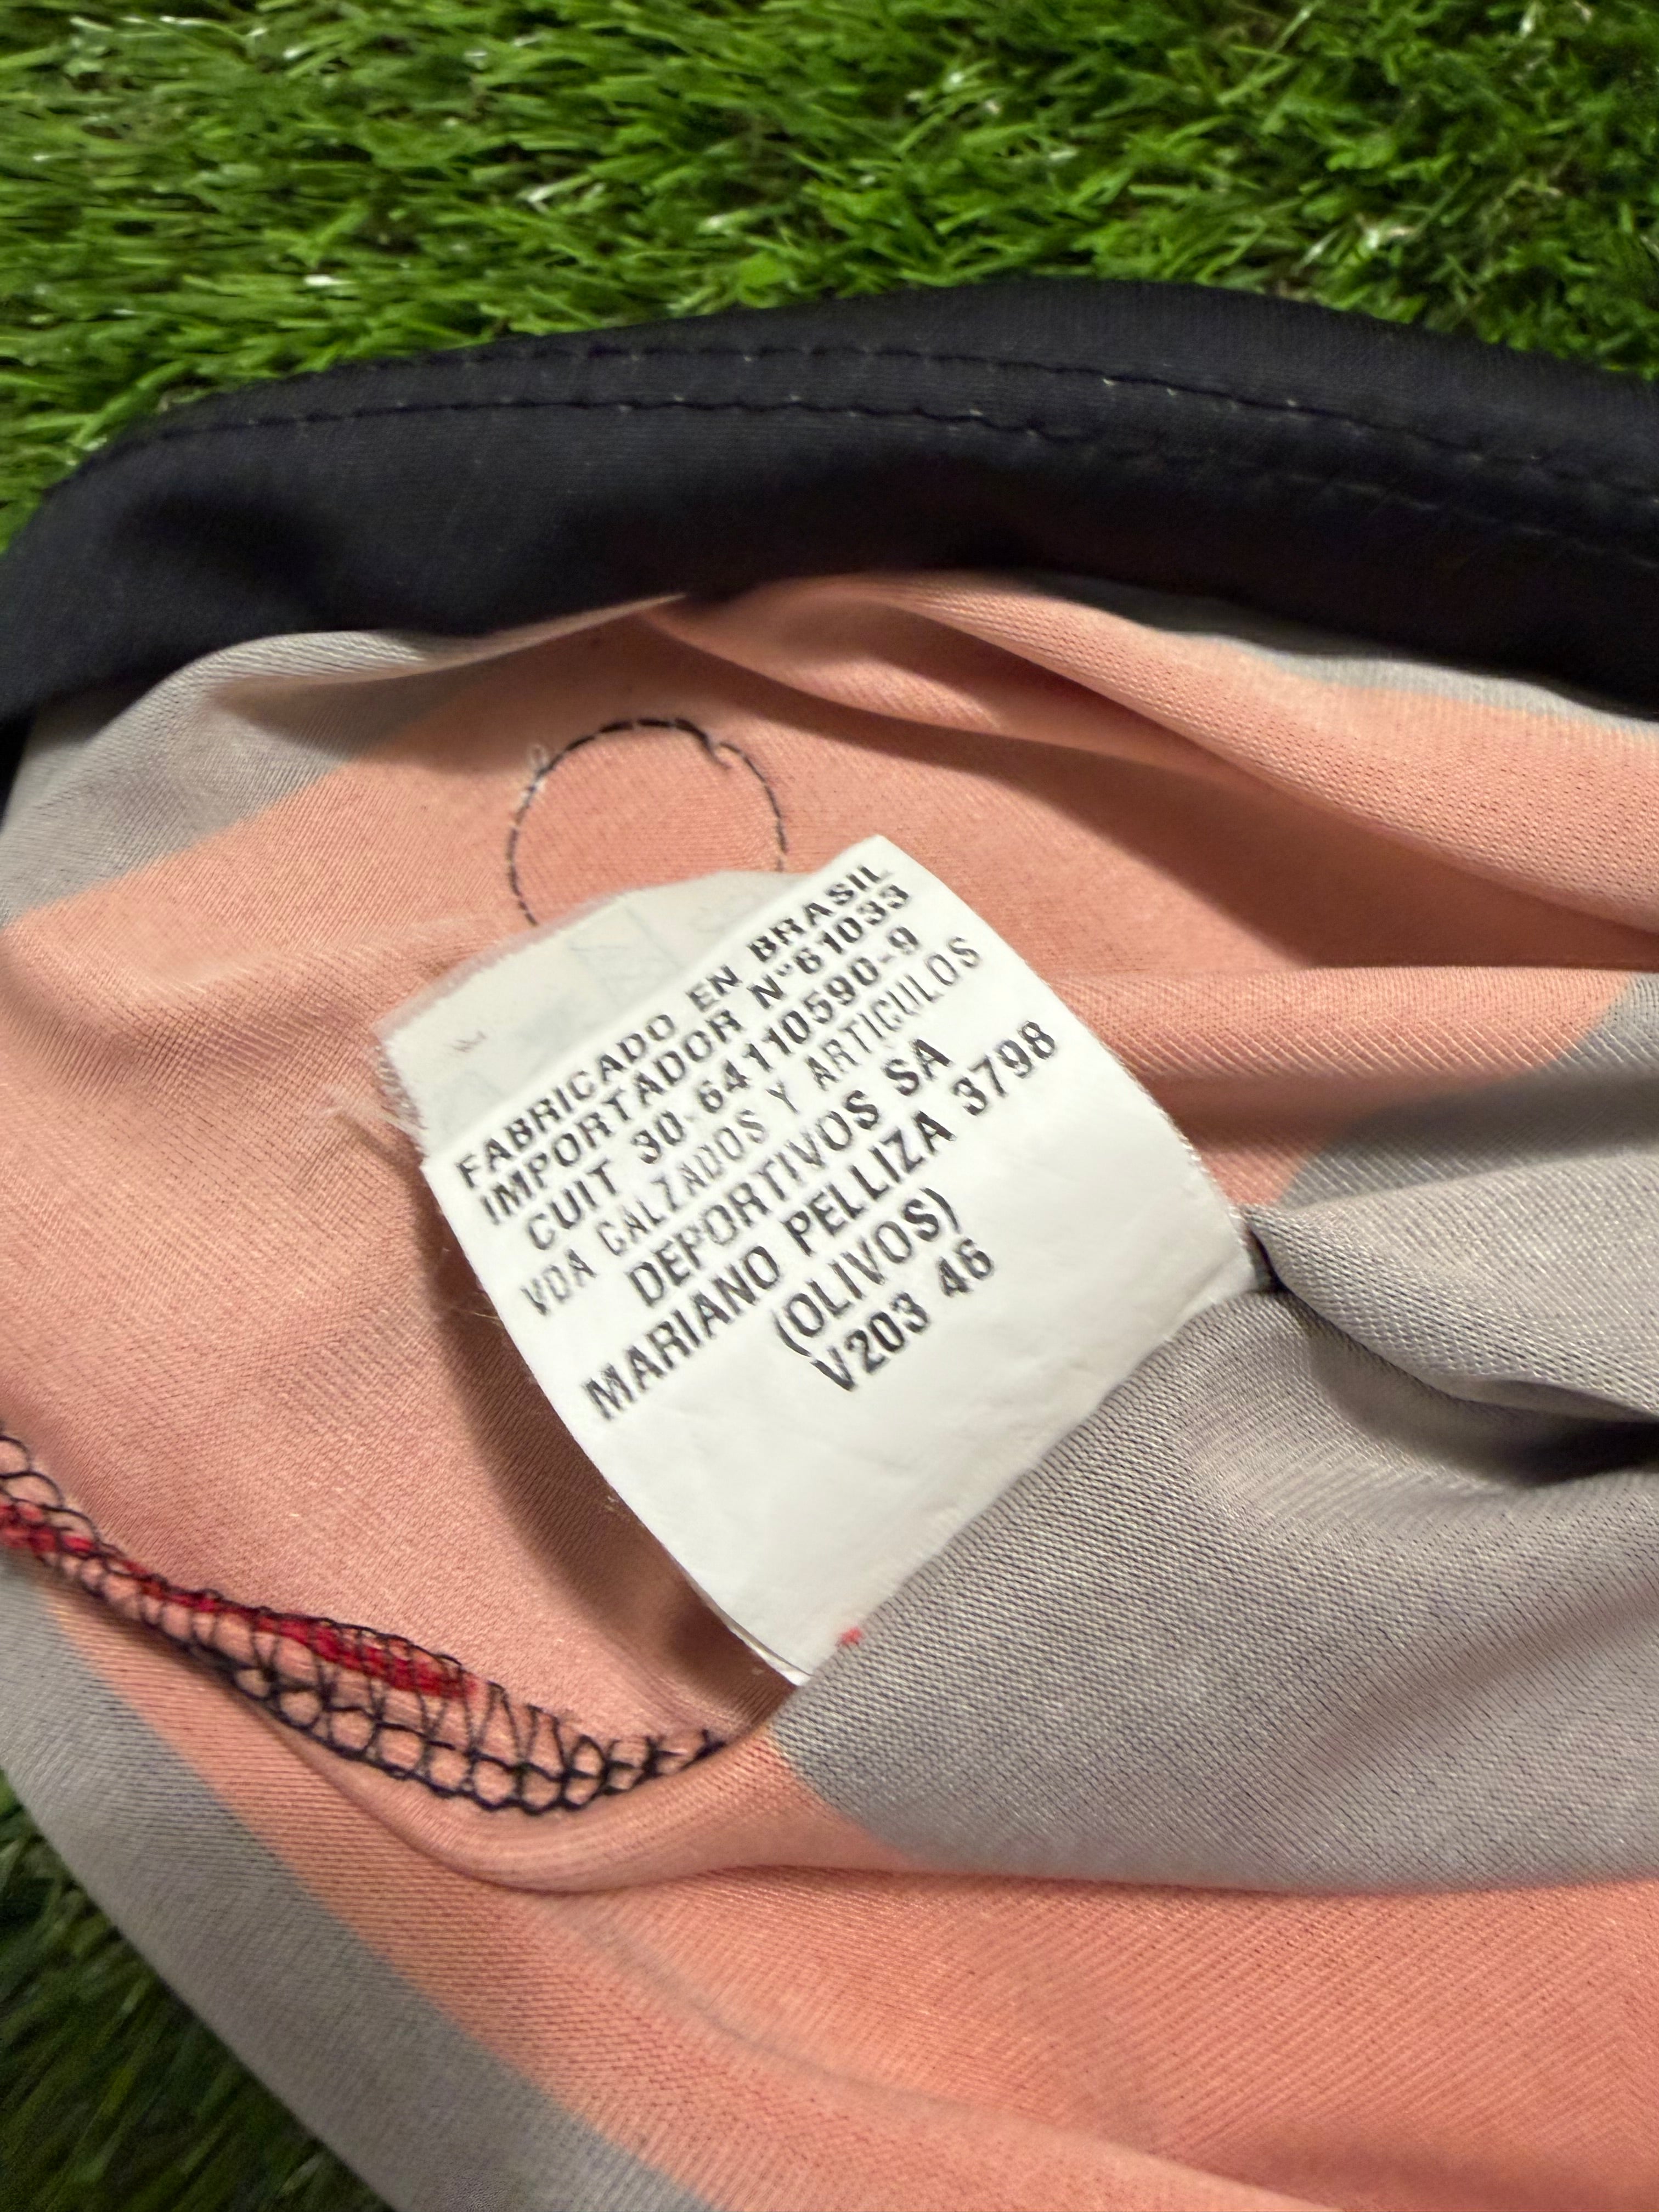 FABRICADO EN BRASIL
IMPORTADOR N°61033
CUIT 30-64110590-9
VDA CALZADOS Y ARTICULOS
DEPORTIVOS SA
MARIANO PELLIZA 3798
(OLIVOS)
V203 46